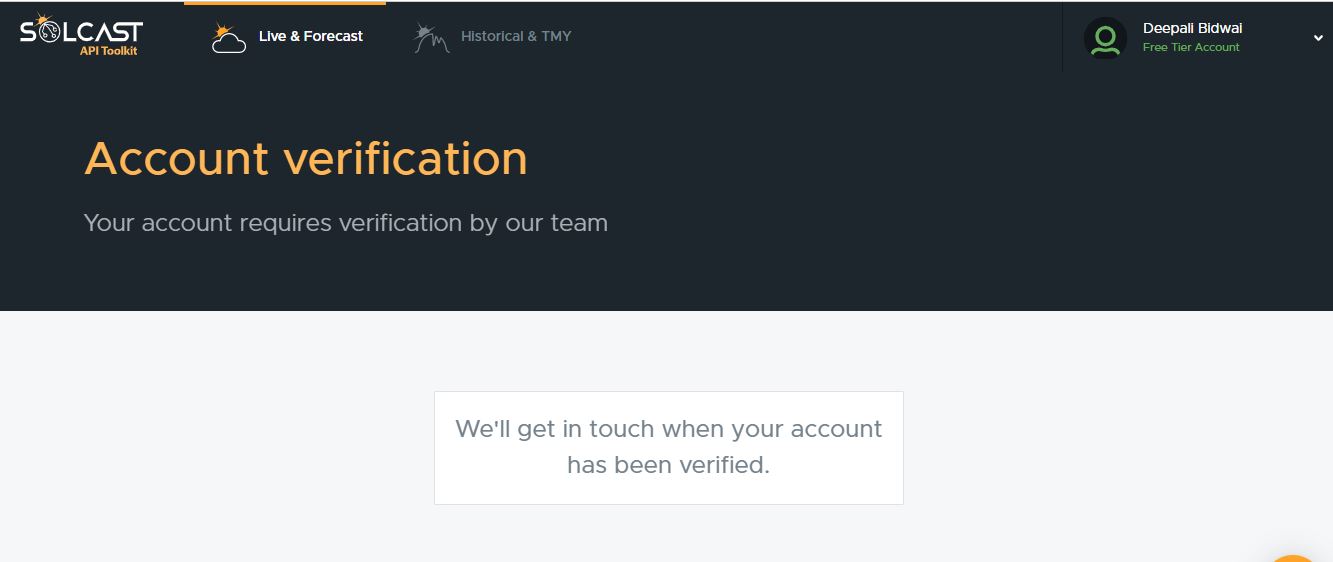 SOLCAST
API Toolkit
Live & Forecast
Historical & TMY
Deepali Bidwai
Free Tier Account
Account verification
Your account requires verification by our team
We'll get in touch when your account
has been verified.